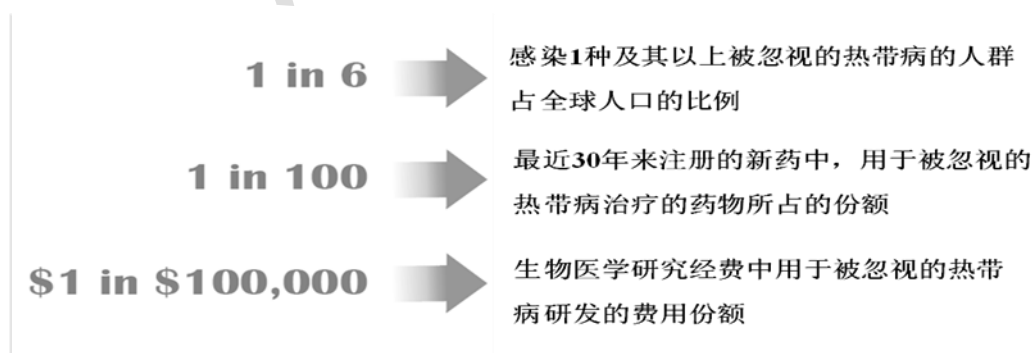 1 in 6
感染1种及其以上被忽视的热带病的人群
占全球人口的比例
1 in 100
最近30年来注册的新药中，用于被忽视的
热带病治疗的药物所占的份额
$1 in $100,000
生物医学研究经费中用于被忽视的热带
病研发的费用份额